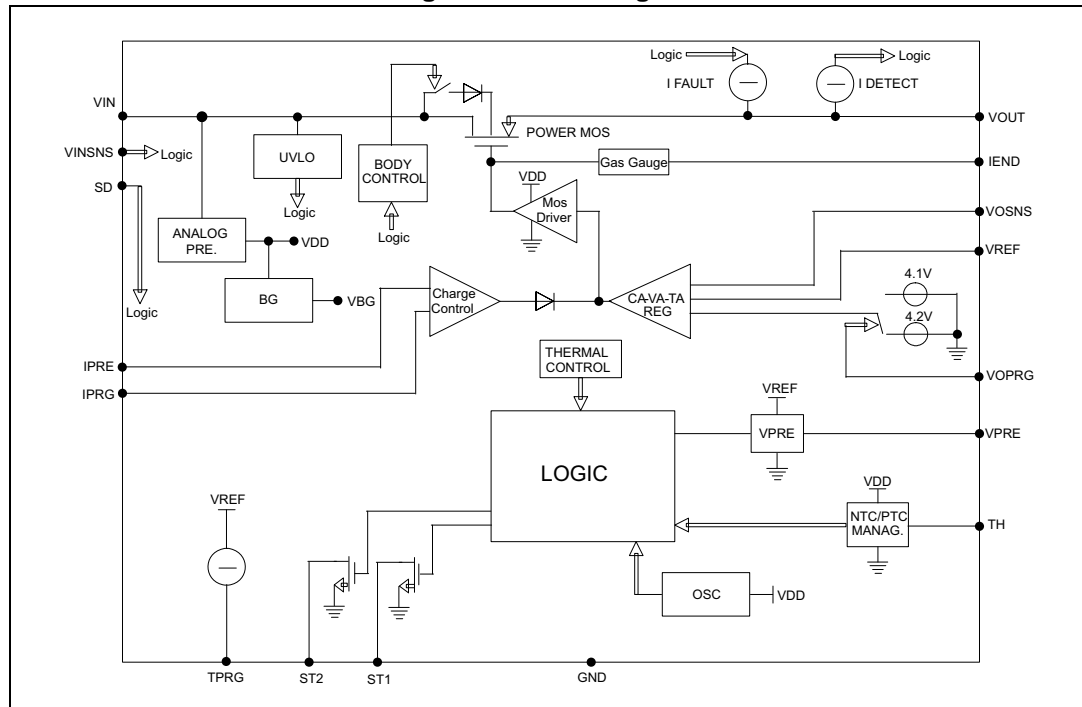 Logic
Logic
I FAULT
I DETECT
VIN
VOUT
POWER MOS
VINSNS
Logic
UVLO
BODY
CONTROL
Gas Gauge
IEND
SD
VDD
Mos
Driver
Logic
VOSNS
ANALOG
PRE.
VDD
Logic
VREF
4.1V
BG
VBG
Charge
Control
CA-VA-TA
REG
4.2V
Logic
THERMAL
CONTROL
IPRE
VOPRG
IPRG
VREF
VPRE
VPRE
LOGIC
VDD
VREF
NTC/PTC
MANAG.
TH
OSC
VDD
TPRG
ST2
ST1
GND